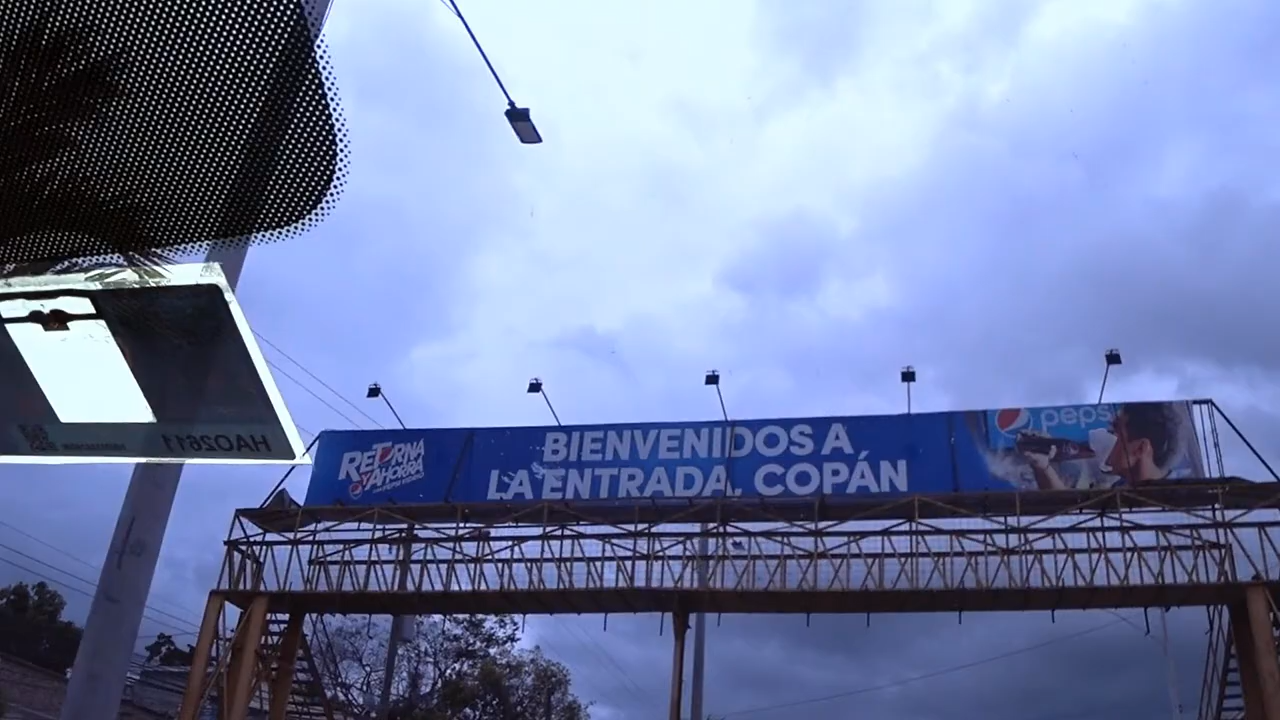 RETORNA
Y AHORRA
BIENVENIDOS A
LA ENTRADA, COPÁN
pepsi
HAO2611